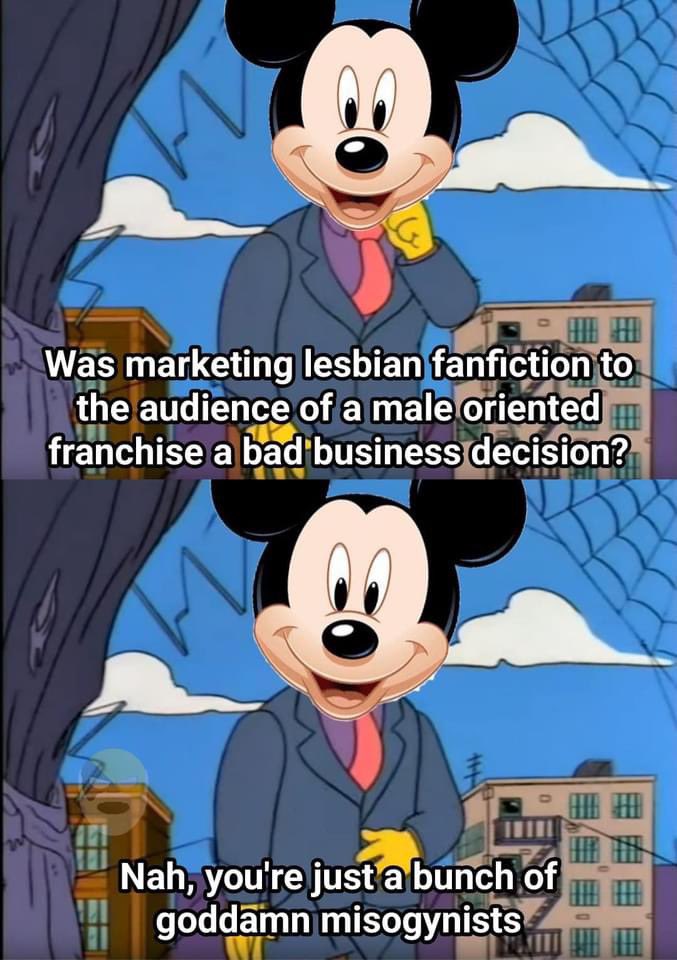 Was marketing lesbian fanfiction to
the audience of a male oriented
franchise a bad business decision?
Nah, you're just a bunch of
goddamn misogynists